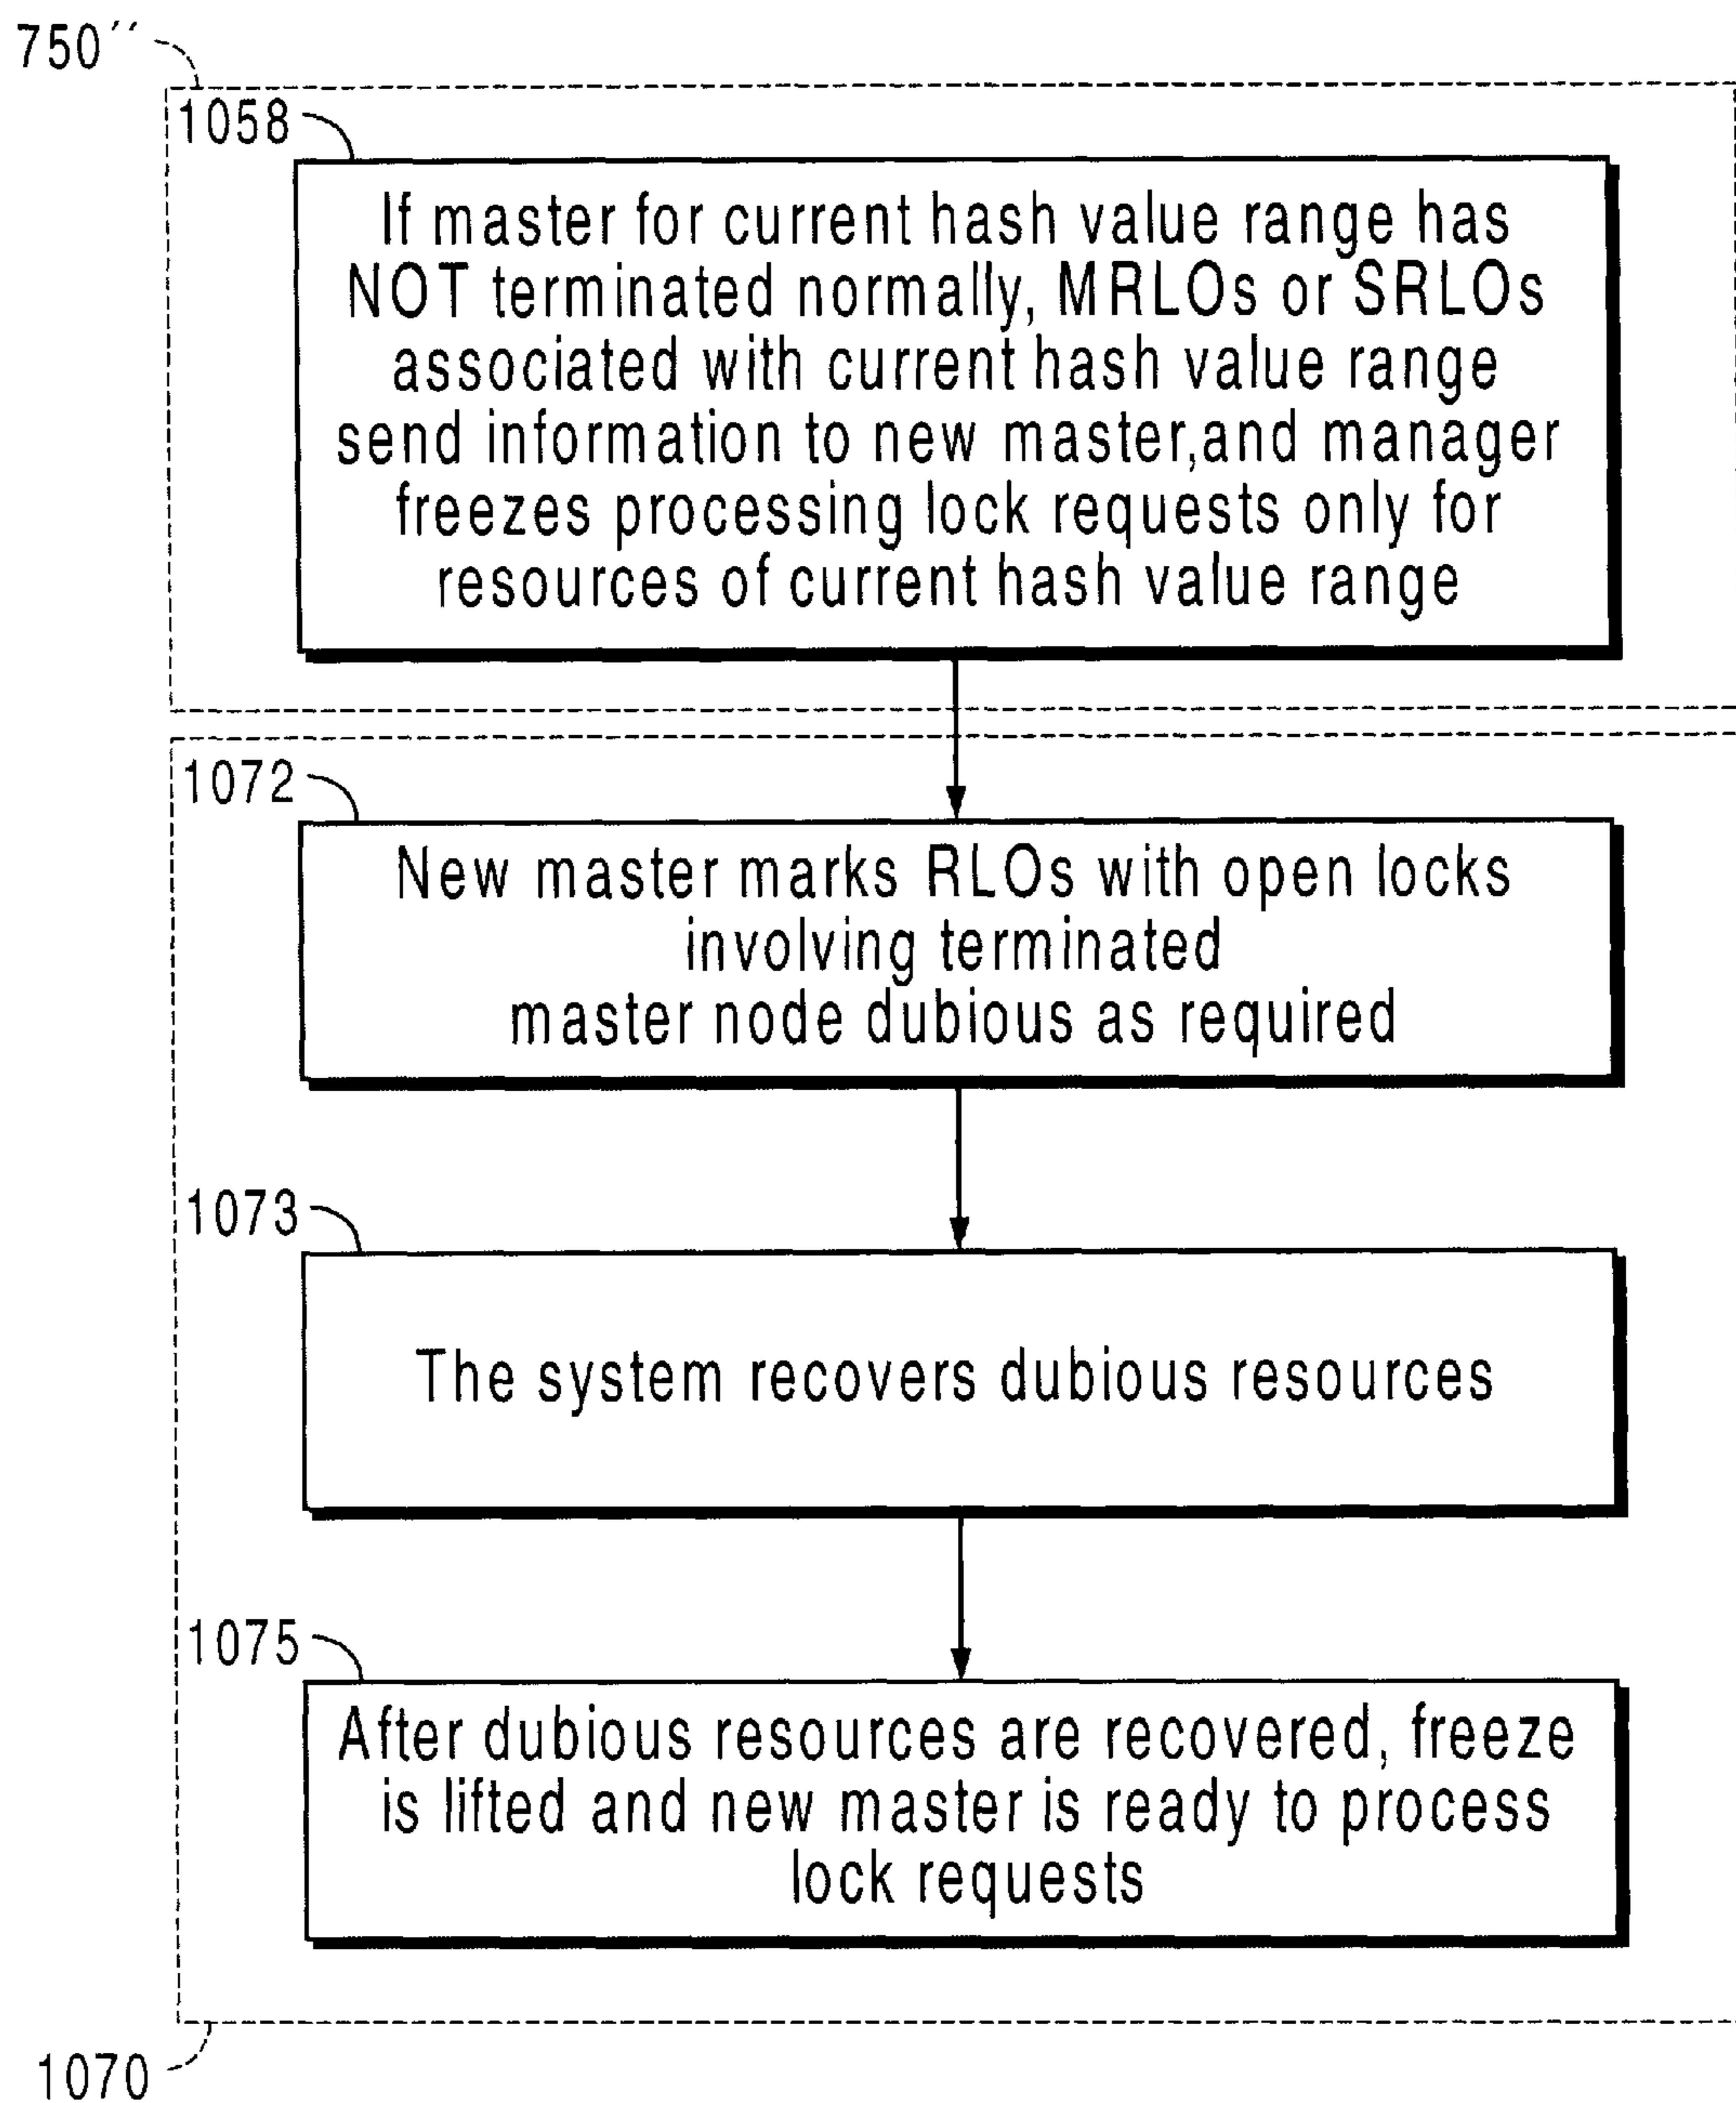 750´´
1058
If master for current hash value range has
NOT terminated normally, MRLOs or SRLOs
associated with current hash value range
send information to new master,and manager
freezes processing lock requests only for
resources of current hash value range
1072
New master marks RLOs with open locks
involving terminated
master node dubious as required
1073
The system recovers dubious resources
1075
After dubious resources are recovered, freeze
is lifted and new master is ready to process
lock requests
1070